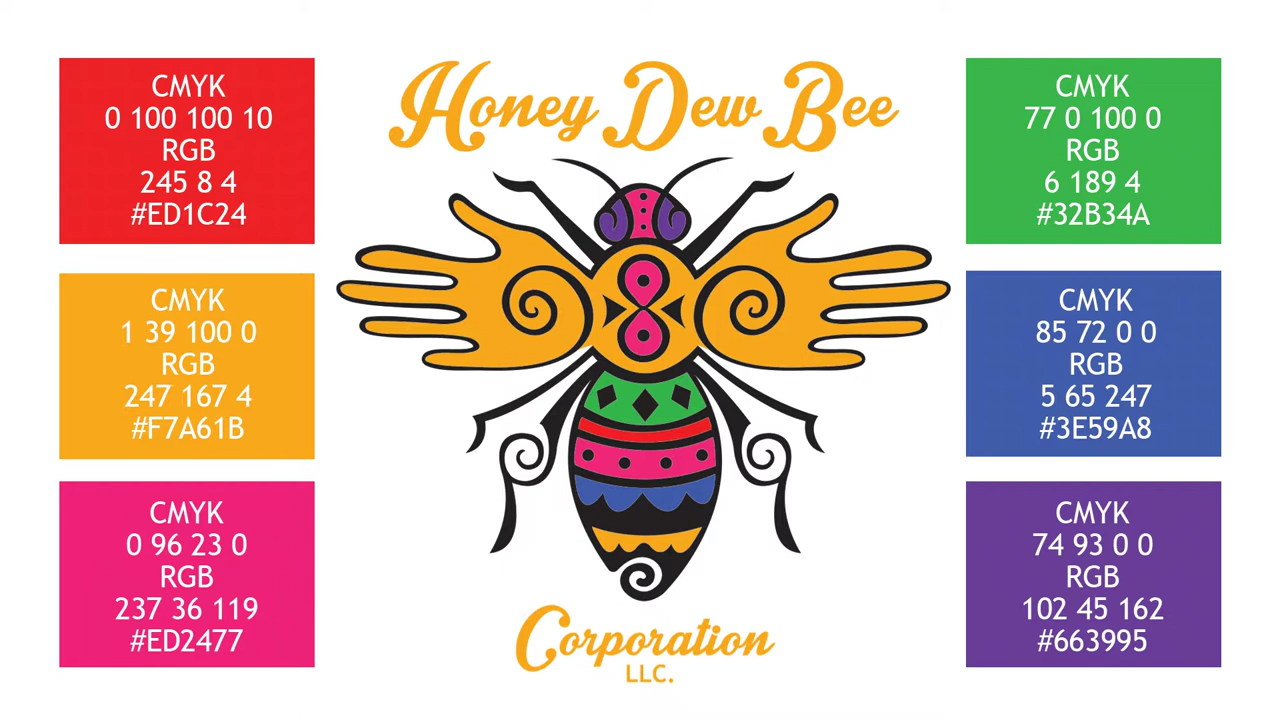 Honey Dew Bee
CMYK
0 100 100 10
RGB
245 8 4
#ED1C24
CMYK
1 39 100 0
RGB
247 167 4
#F7A61B
CMYK
0 96 23 0
RGB
237 36 119
#ED2477
CMYK
77 0 100 0
RGB
6 189 4
#32B34A
CMYK
85 72 0 0
RGB
5 65 247
#3E59A8
CMYK
74 93 0 0
RGB
102 45 162
#663995
Corporation
LLC.